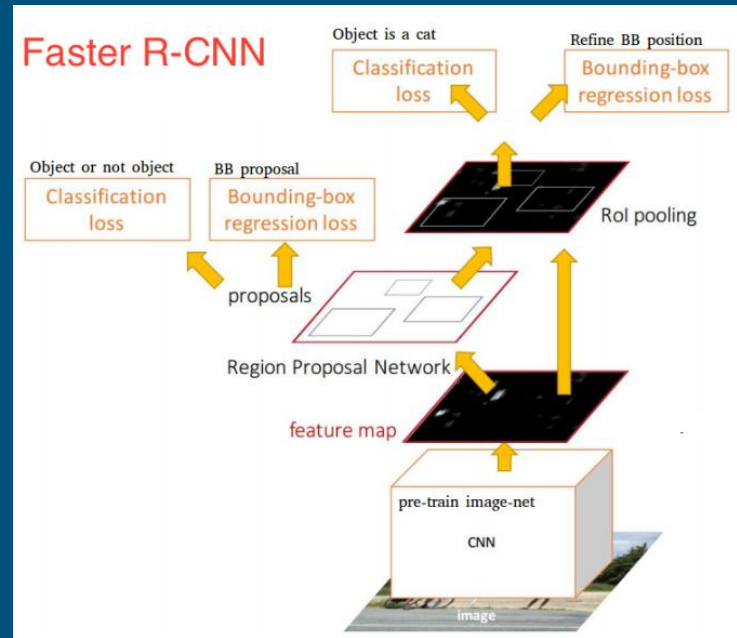 Faster R-CNN
Object is a cat
Refine BB position
Classification
loss
Bounding-box
regression loss
Object or not object
BB proposal
Classification
loss
Bounding-box
regression loss
RoI pooling
proposals
Region Proposal Network
feature map
pre-train image-net
CNN
image